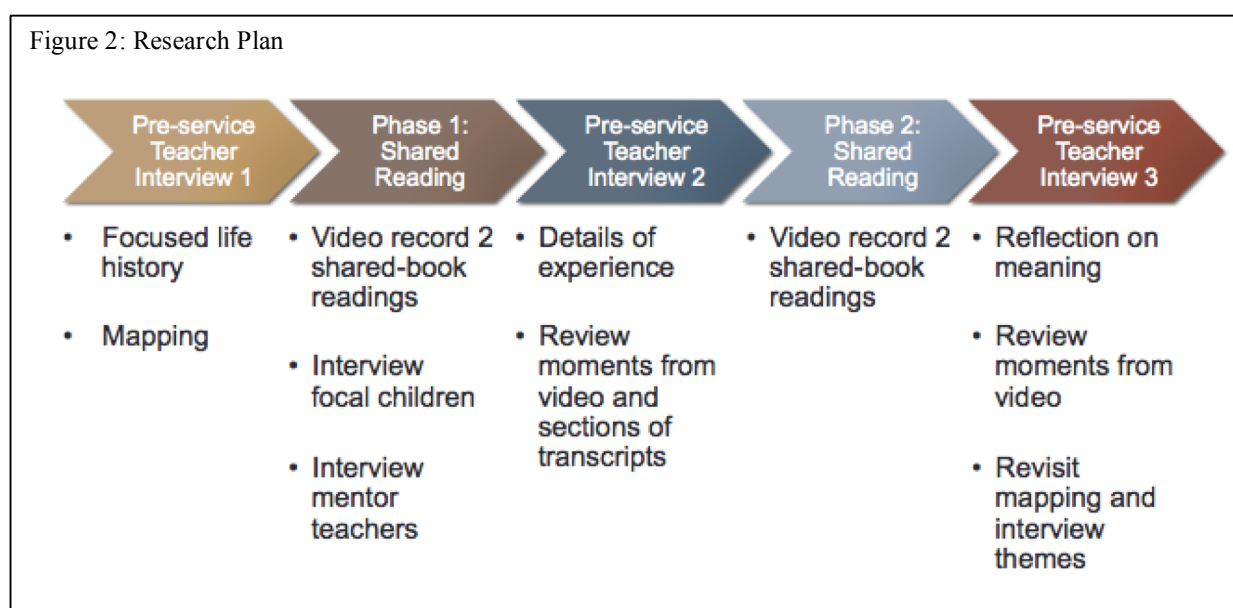 Figure 2: Research Plan
Pre-service
Teacher
Interview 1
Phase 1:
Shared
Reading
Pre-service
Teacher
Interview 2
Phase 2:
Shared
Reading
Pre-service
Teacher
Interview 3
• Focused life
history
• Mapping
• Video record 2
shared-book
readings
• Interview
focal children
• Interview
mentor
teachers
• Details of
experience
• Review
moments from
video and
sections of
transcripts
• Video record 2
shared-book
readings
• Reflection on
meaning
• Review
moments from
video
• Revisit
mapping and
interview
themes